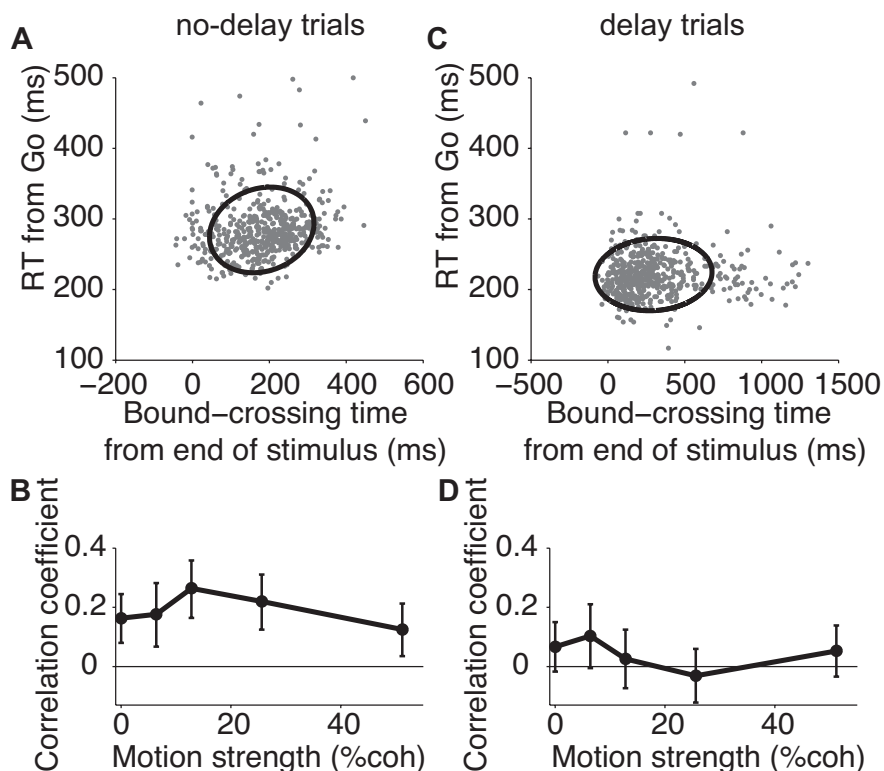 A
no-delay trials
RT from Go (ms)
500
400
300
200
100
−200
0
200
400
600
Bound−crossing time
from end of stimulus (ms)
C
delay trials
RT from Go (ms)
500
400
300
200
100
−500
0
500
1000
1500
Bound−crossing time
from end of stimulus (ms)
B
Correlation coefficient
0.4
0.2
0
0
20
40
Motion strength (%coh)
D
Correlation coefficient
0.4
0.2
0
0
20
40
Motion strength (%coh)